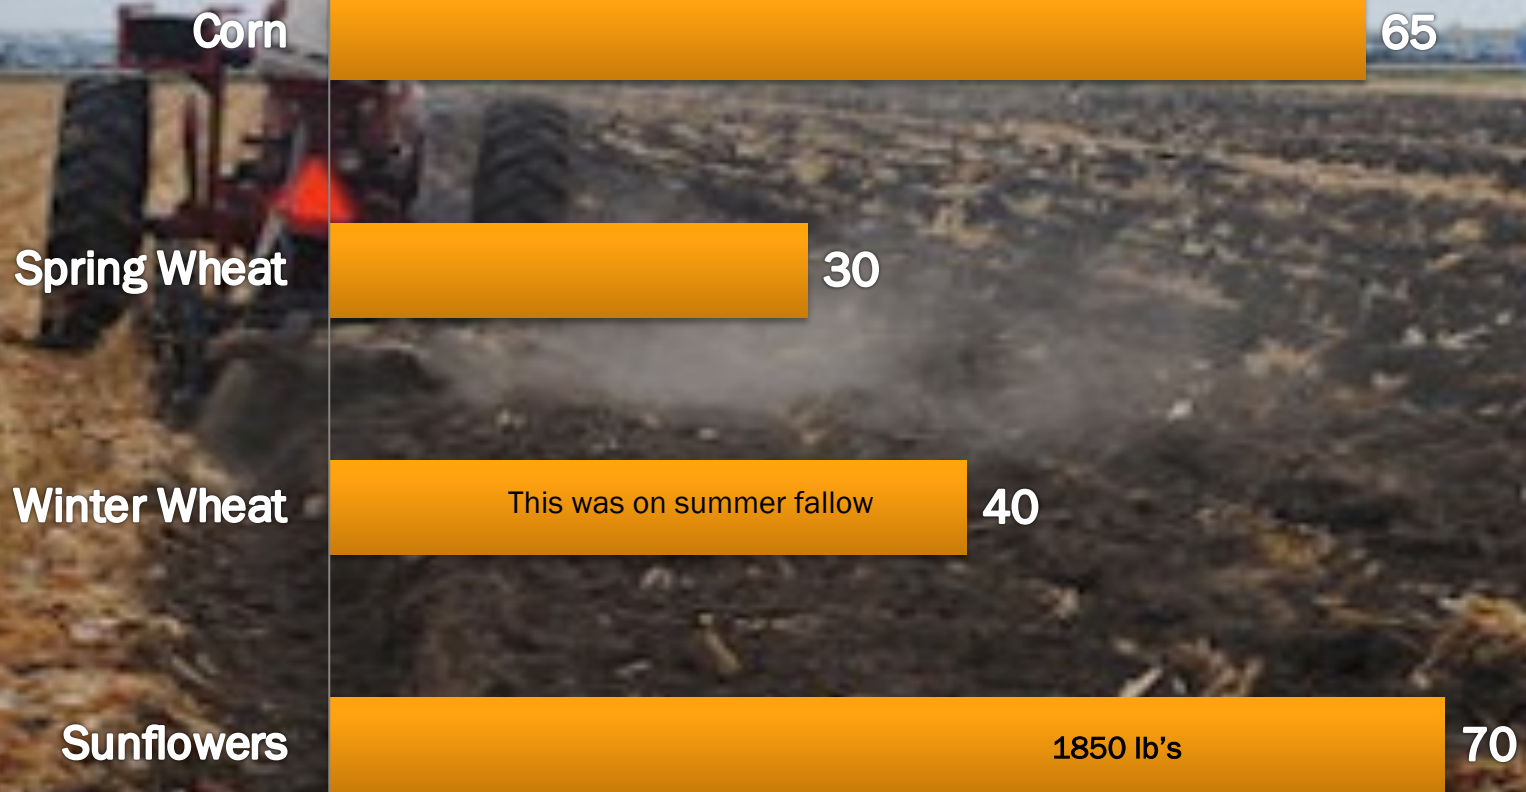 Corn 65
Spring Wheat 30
Winter Wheat This was on summer fallow 40
Sunflowers 1850 lb’s 70